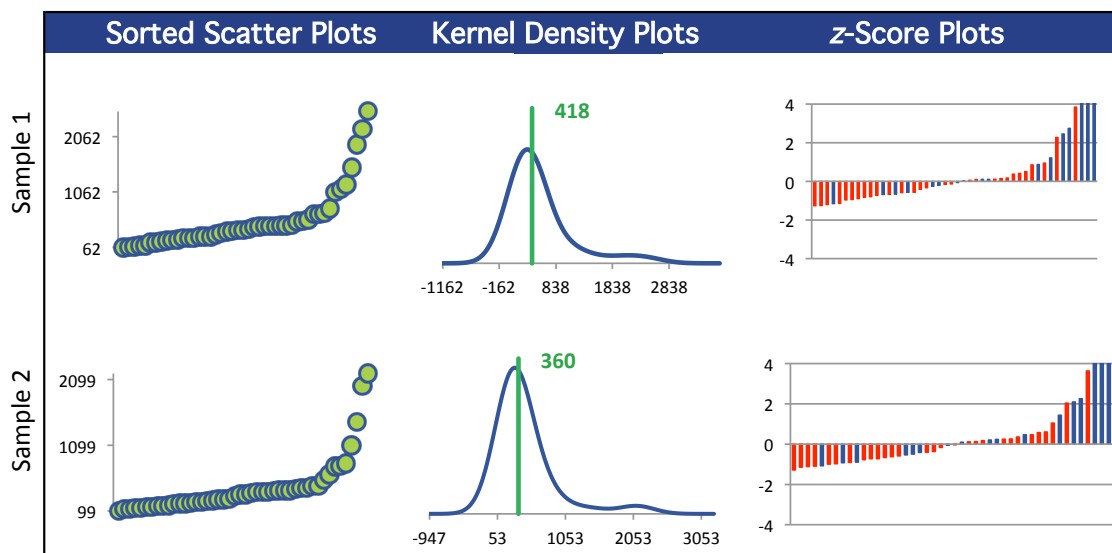 Sorted Scatter Plots
Kernel Density Plots
z-Score Plots
Sample 1
2062
1062
62
418
-1162 -162 838 1838 2838
4
2
0
-2
-4
Sample 2
2099
1099
99
360
-947 53 1053 2053 3053
4
2
0
-2
-4